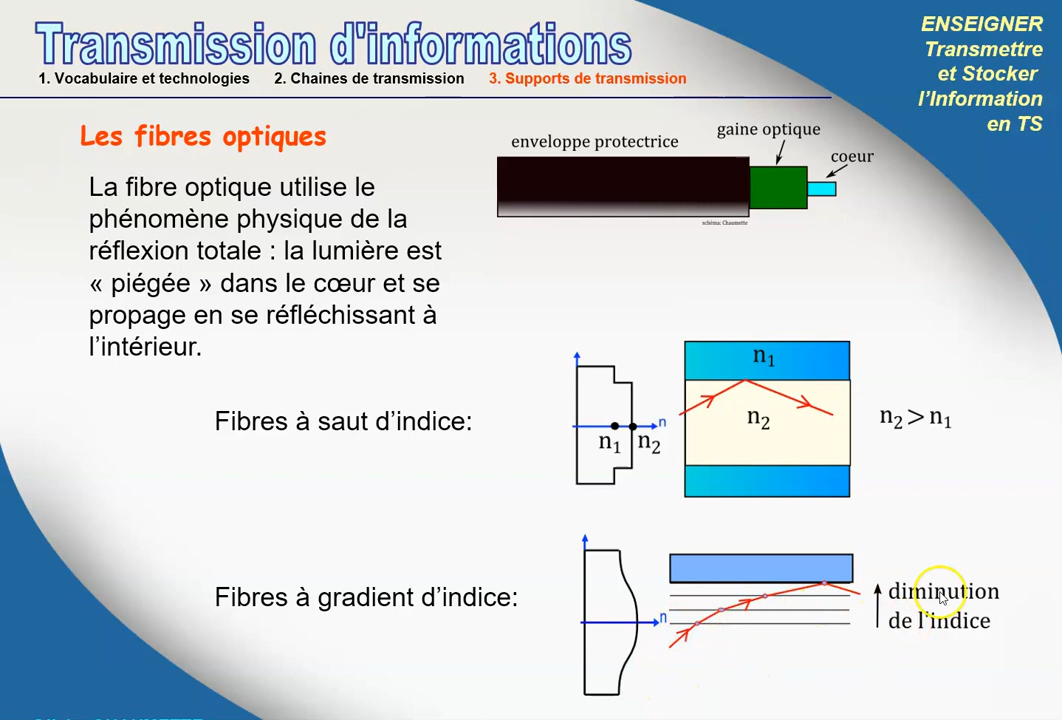 Transmission d'informations
1. Vocabulaire et technologies 2. Chaines de transmission 3. Supports de transmission
ENSEIGNER
Transmettre
et Stocker
l'Information
en TS
Les fibres optiques
enveloppe protectrice
gaine optique
coeur
schéma: Chaumette
La fibre optique utilise le
phénomène physique de la
réflexion totale : la lumière est
« piégée » dans le cœur et se
propage en se réfléchissant à
l'intérieur.
Fibres à saut d'indice:
n
n1 n2
n1
n2
n2 > n1
Fibres à gradient d'indice:
n
diminution
de l'indice